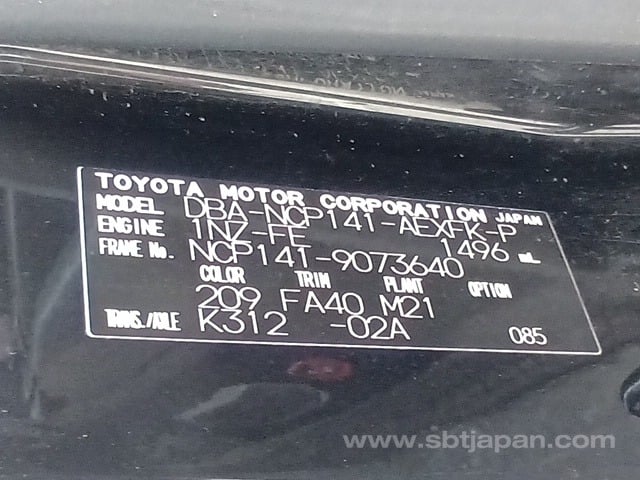 TOYOTA MOTOR CORPORATION JAPAN
MODEL DBA-NCP141-AEXFK-P
ENGINE 1NZ-FE 1496 mL
FRAME No. NCP141-9073640
COLOR TRIM PLANT OPTION
209 FA40 M21
TRANS./AXLE K312 -02A 085
www.sbtjapan.com